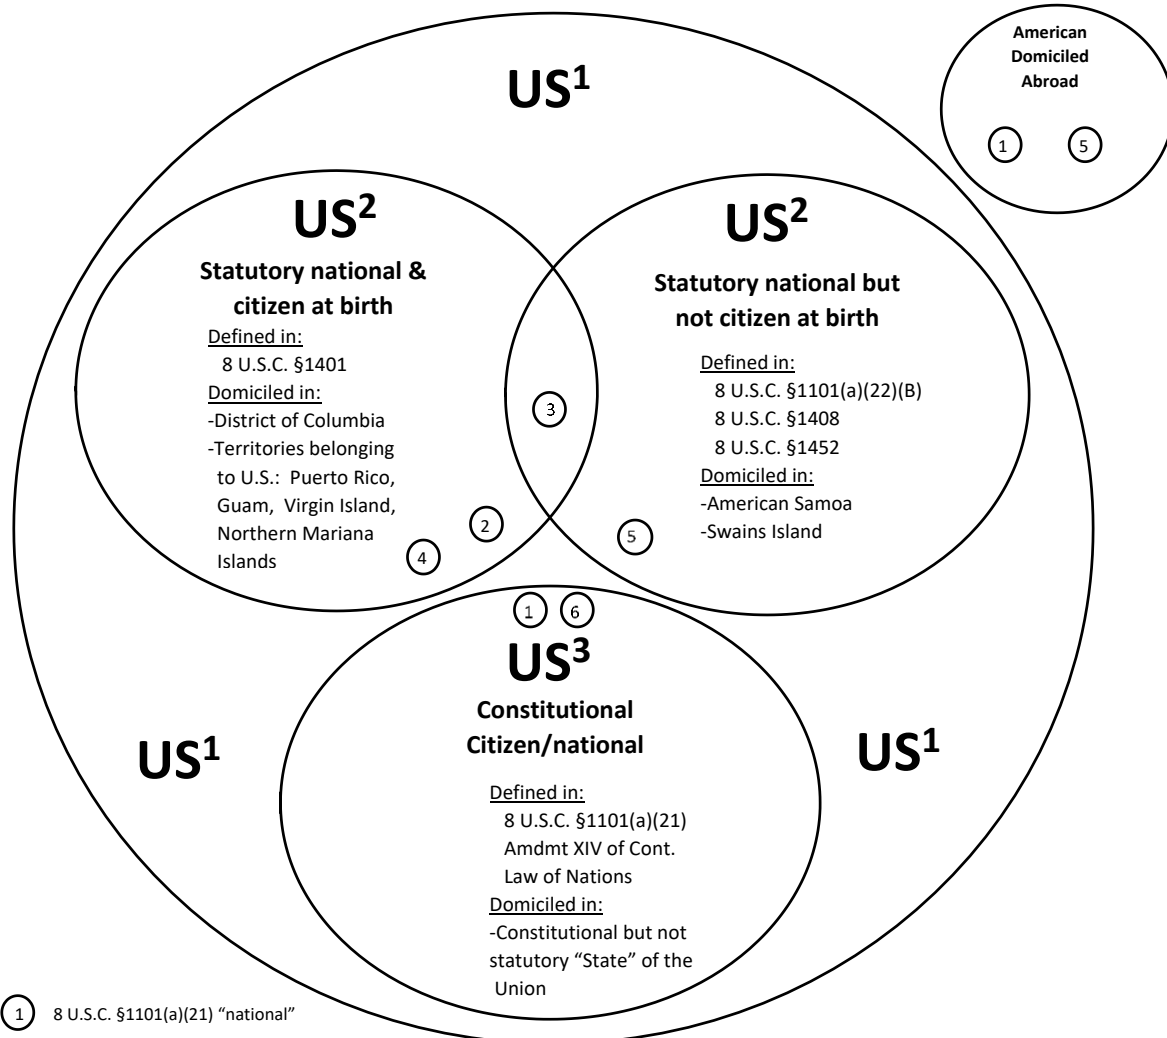 US1
American
Domiciled
Abroad
1 5
US2
Statutory national &
citizen at birth
Defined in:
8 U.S.C. §1401
Domiciled in:
-District of Columbia
-Territories belonging
to U.S.: Puerto Rico,
Guam, Virgin Island,
Northern Mariana
Islands
4
2
3
US2
Statutory national but
not citizen at birth
Defined in:
8 U.S.C. §1101(a)(22)(B)
8 U.S.C. §1408
8 U.S.C. §1452
Domiciled in:
-American Samoa
-Swains Island
5
1 6
US3
Constitutional
Citizen/national
Defined in:
8 U.S.C. §1101(a)(21)
Amdmt XIV of Cont.
Law of Nations
Domiciled in:
-Constitutional but not
statutory “State” of the
Union
US1
US1
1 8 U.S.C. §1101(a)(21) “national”